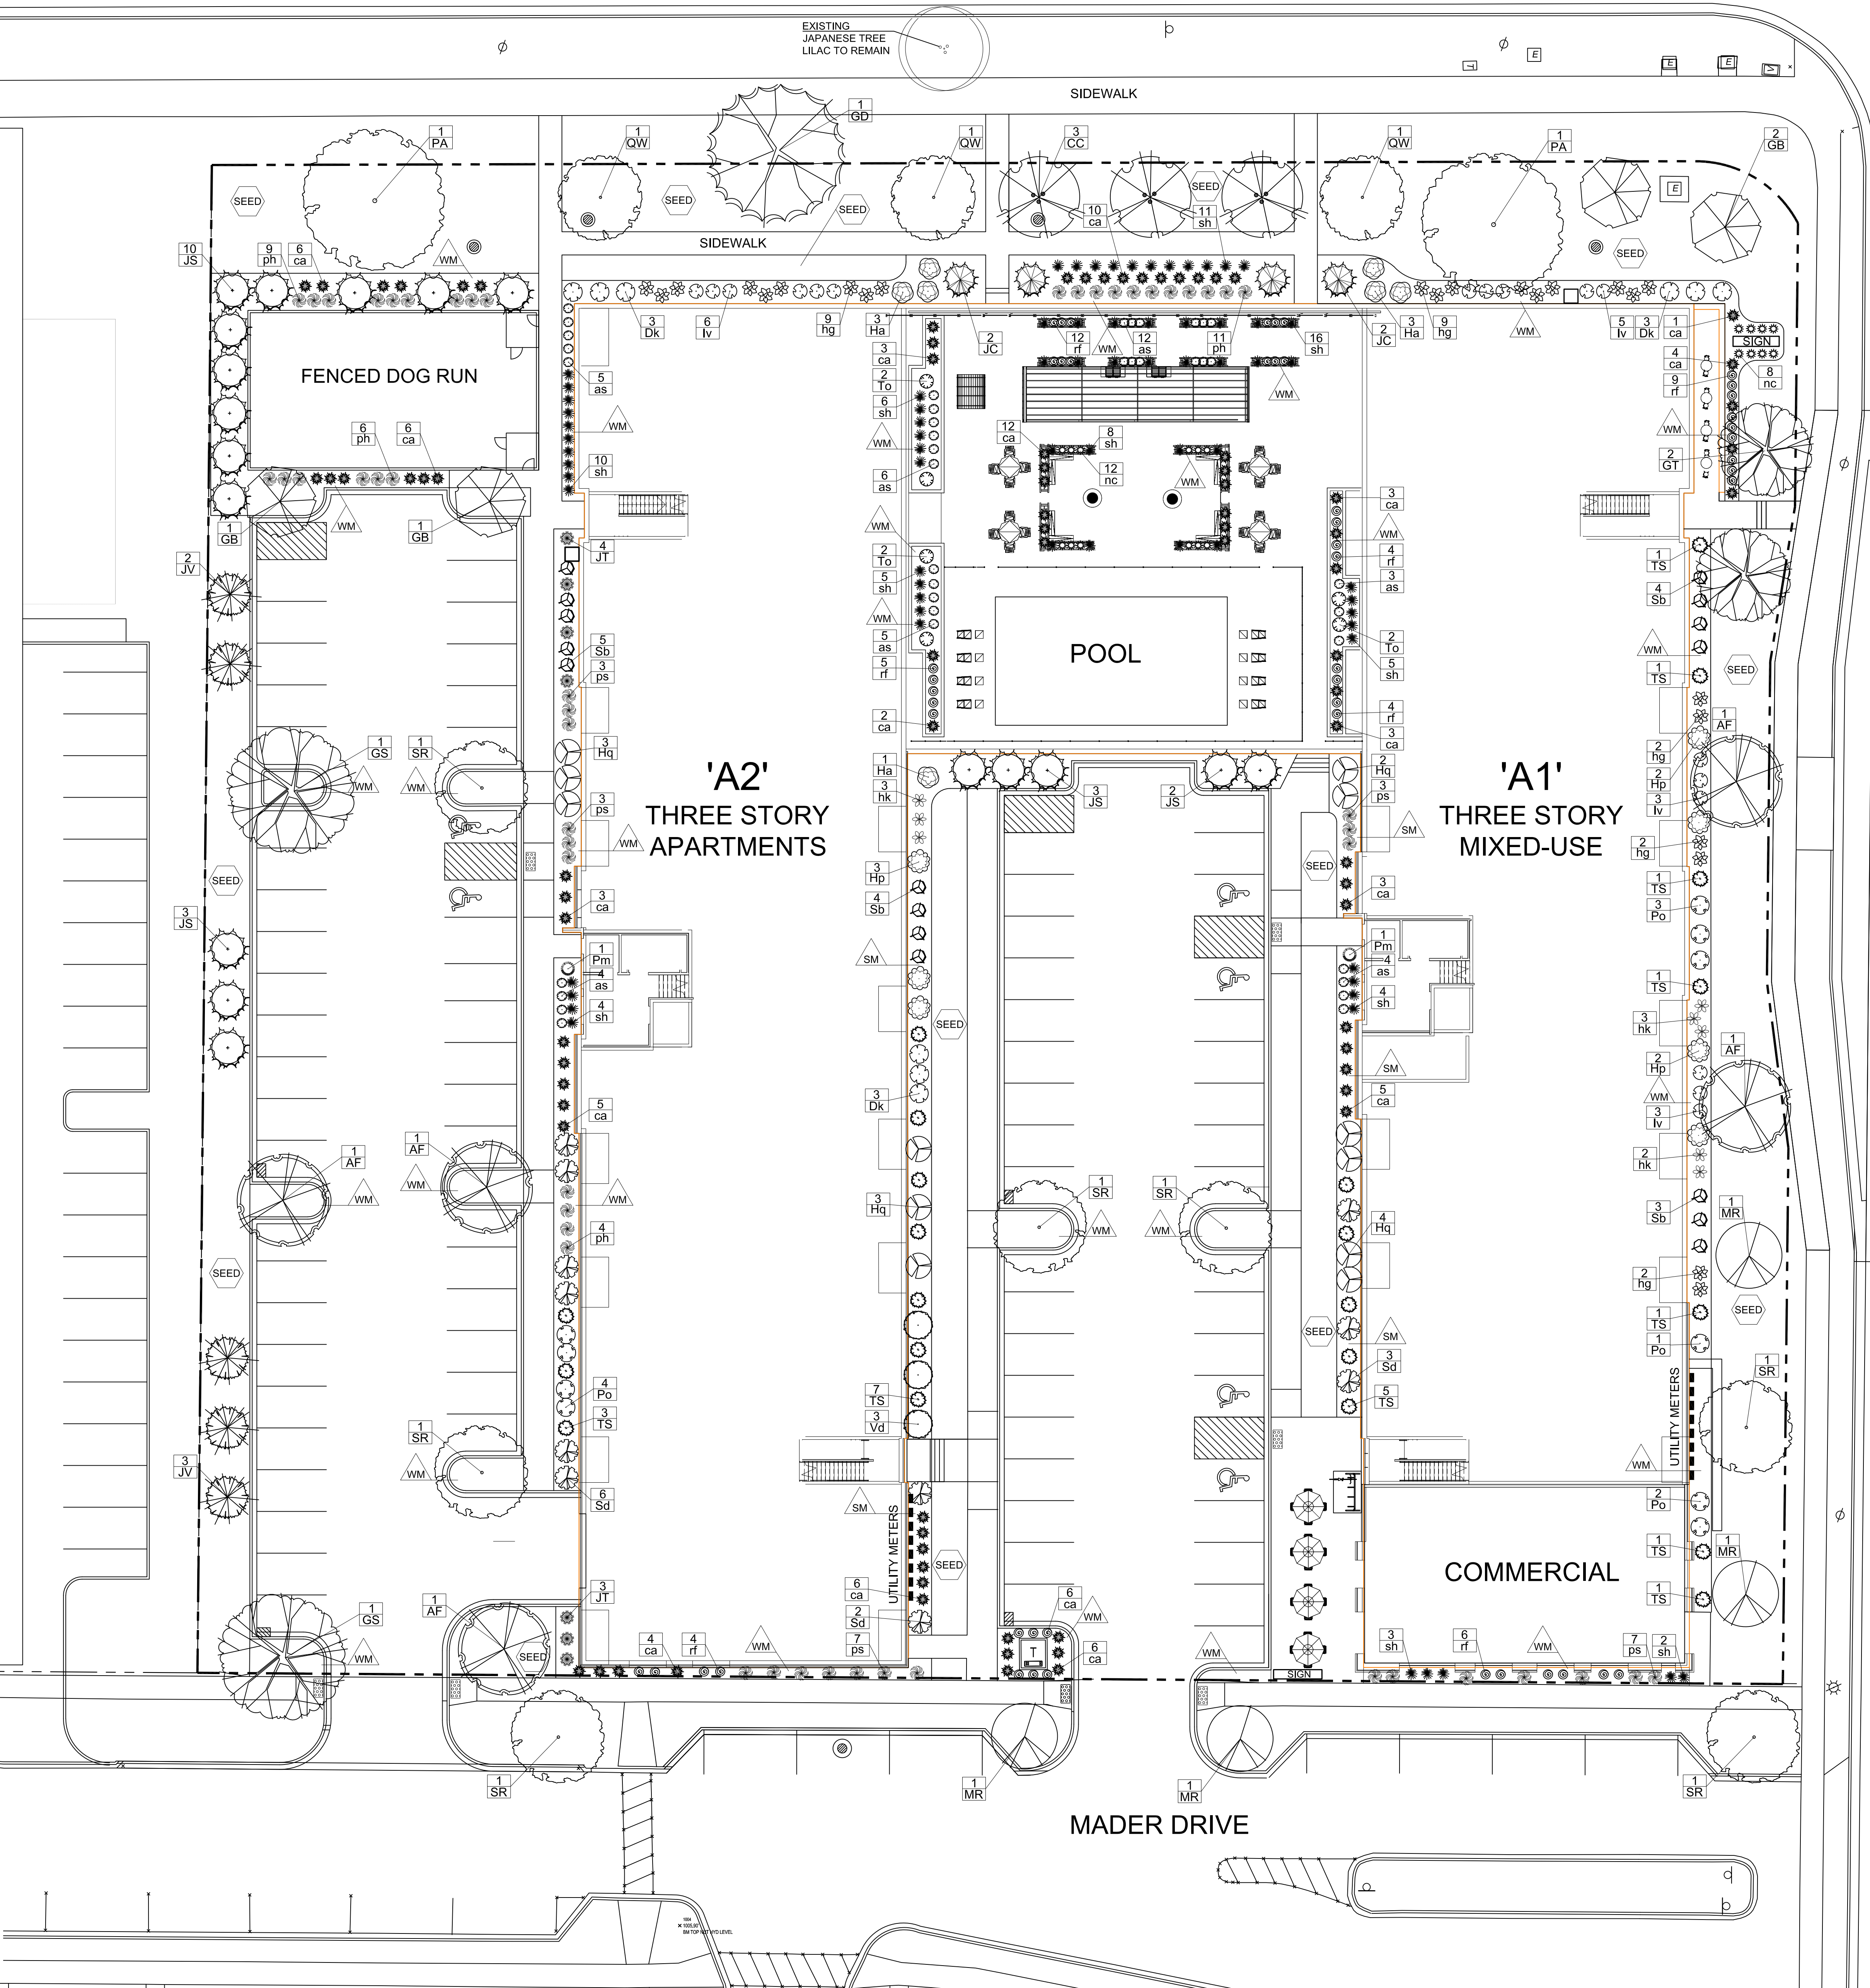 EXISTING
JAPANESE TREE
LILAC TO REMAIN
T
E
E
E
V
SIDEWALK
1
GD
1
PA
1
QW
1
QW
3
CC
1
QW
1
PA
2
GB
E
SEED
SEED
SEED
SEED
SEED
10
ca
11
sh
SIDEWALK
10
JS
9
ph
6
ca
WM
3
Dk
6
Iv
9
hg
3
Ha
2
JC
2
JC
3
Ha
9
hg
WM
5
Iv
3
Dk
1
ca
SIGN
3
ca
12
rf
WM
12
as
11
ph
16
sh
4
ca
8
nc
FENCED DOG RUN
5
as
2
To
9
rf
WM
6
sh
WM
WM
WM
6
ph
6
ca
12
ca
8
sh
2
GT
10
sh
6
as
12
nc
WM
1
GB
1
GB
WM
WM
3
ca
WM
4
JT
2
To
4
rf
1
TS
2
JV
5
sh
3
as
4
Sb
WM
5
Sb
5
as
2
To
WM
3
ps
5
rf
POOL
5
sh
1
TS
SEED
2
ca
4
rf
1
AF
3
ca
2
hg
1
GS
1
SR
3
Hq
1
Ha
2
Hq
2
Hp
WM
WM
'A2'
THREE STORY
APARTMENTS
3
hk
3
JS
2
JS
3
ps
'A1'
THREE STORY
MIXED-USE
3
Iv
3
ps
WM
SM
2
hg
SEED
3
Hp
SEED
1
TS
3
ca
4
Sb
3
ca
3
Po
3
JS
SM
1
Pm
1
Pm
4
as
4
as
1
TS
4
sh
4
sh
SEED
3
hk
1
AF
2
Hp
SM
WM
5
ca
3
Dk
5
ca
3
Iv
1
AF
1
AF
2
hk
WM
WM
WM
3
Hq
1
SR
1
SR
WM
WM
4
Hq
3
Sb
1
MR
4
ph
SEED
2
hg
SEED
SEED
SM
1
TS
1
Po
3
Sd
1
SR
4
Po
7
TS
5
TS
3
TS
3
Vd
1
SR
UTILITY METERS
WM
WM
3
JV
6
Sd
SM
2
Po
UTILITY METERS
SEED
1
TS
1
MR
COMMERCIAL
6
ca
6
ca
1
TS
1
GS
1
AF
3
JT
2
Sd
WM
WM
SEED
4
ca
4
rf
WM
7
ps
T
6
ca
WM
3
sh
6
rf
WM
7
ps
2
sh
SIGN
1
SR
1
MR
1
MR
1
SR
MADER DRIVE
BM TOP NUT HYD LEVEL